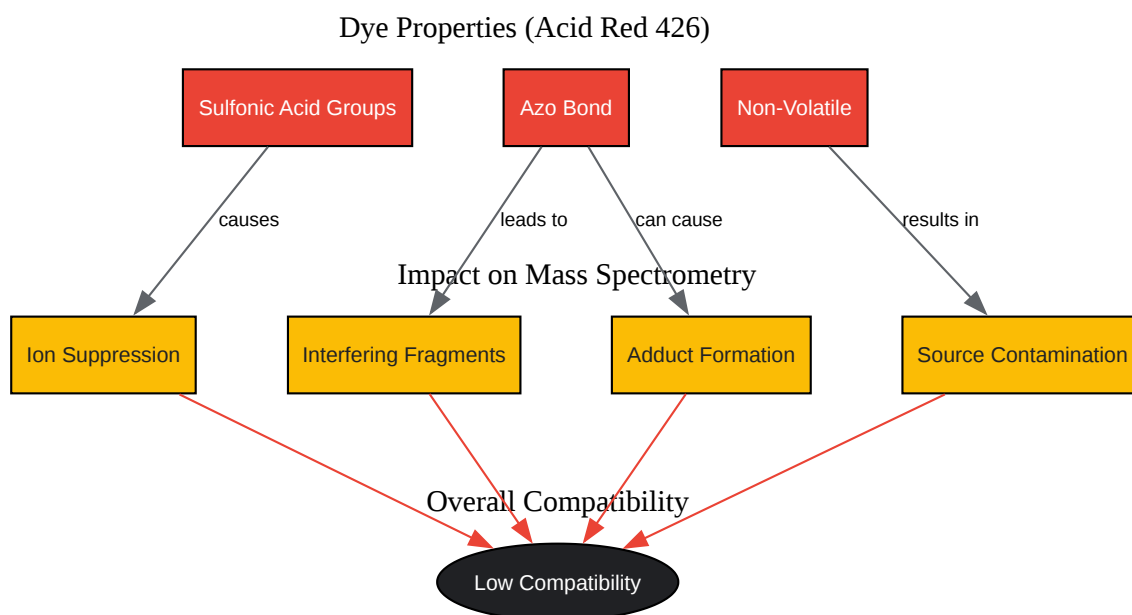 Dye Properties (Acid Red 426)
Sulfonic Acid Groups
Azo Bond
Non-Volatile
causes
leads to
can cause
results in
Impact on Mass Spectrometry
Ion Suppression
Interfering Fragments
Adduct Formation
Source Contamination
Overall Compatibility
Low Compatibility